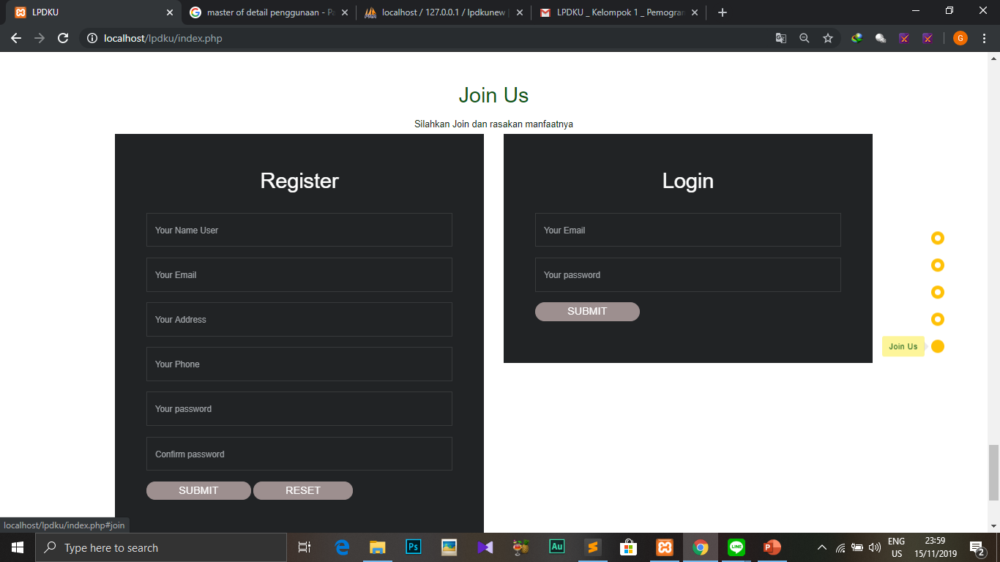 LPDKU
master of detail penggunaan - Pa
localhost / 127.0.0.1 / lpdkunew |
LPDKU _ Kelompok 1 _ Pemogran
localhost/lpdku/index.php
G
Join Us
Silahkan Join dan rasakan manfaatnya
Register
Your Name User
Your Email
Your Address
Your Phone
Your password
Confirm password
SUBMIT
RESET
Login
Your Email
Your password
SUBMIT
Join Us
localhost/lpdku/index.php#join
Type here to search
Ps
Au
LINE
P
ENG
US
23:59
15/11/2019
2